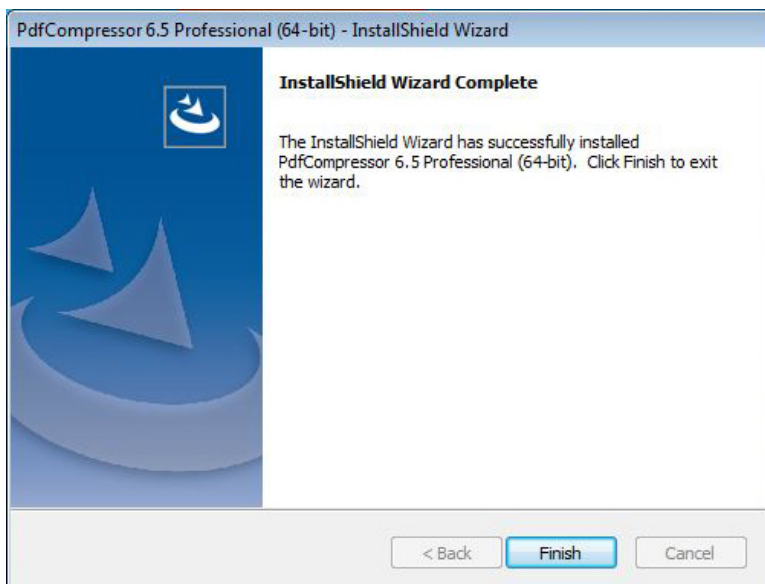 PdfCompressor 6.5 Professional (64-bit) - InstallShield Wizard
InstallShield Wizard Complete
The InstallShield Wizard has successfully installed
PdfCompressor 6.5 Professional (64-bit). Click Finish to exit
the wizard.
< Back Finish Cancel